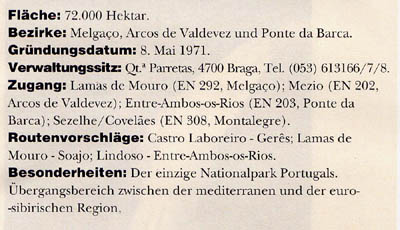 Fläche: 72.000 Hektar.
Bezirke: Melgaço, Arcos de Valdevez und Ponte da Barca.
Gründungsdatum: 8. Mai 1971.
Verwaltungssitz: Qt.ª Parretas, 4700 Braga, Tel. (053) 613166/7/8.
Zugang: Lamas de Mouro (EN 292, Melgaço); Mezio (EN 202,
Arcos de Valdevez); Entre-Ambos-os-Rios (EN 203, Ponte da
Barca); Sezelhe/Covelães (EN 308, Montalegre).
Routenvorschläge: Castro Laboreiro - Gerês; Lamas de
Mouro - Soajo; Lindoso - Entre-Ambos-os-Rios.
Besonderheiten: Der einzige Nationalpark Portugals.
Übergangsbereich zwischen der mediterranen und der euro-
-sibirischen Region.